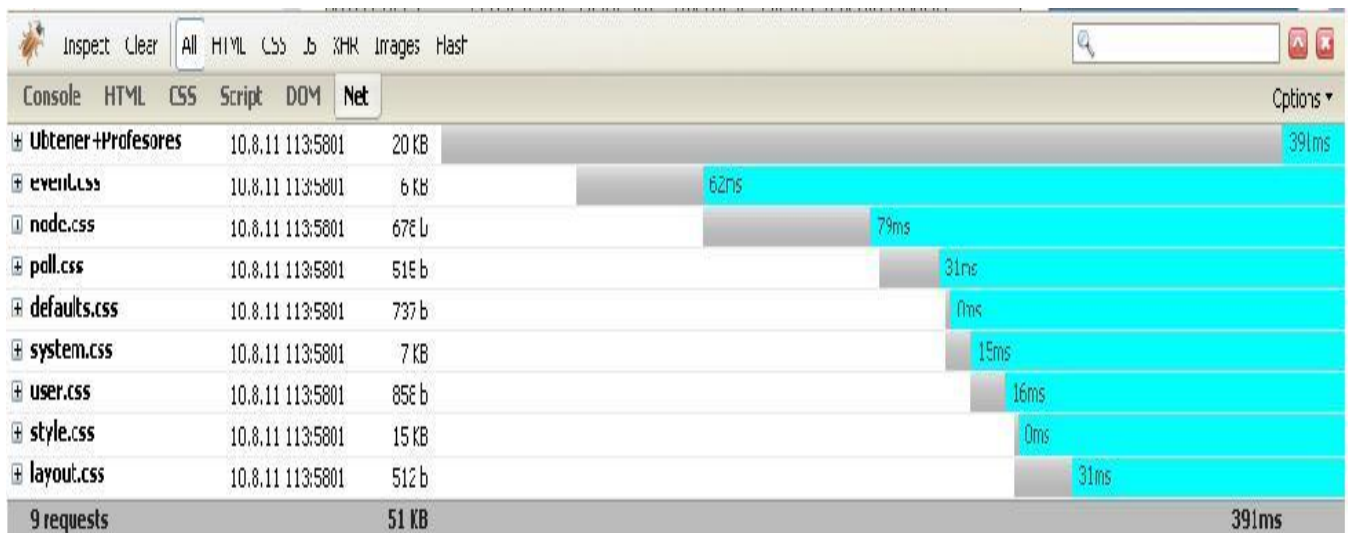 Inspect Clear All HTML CSS JS XHR Images Flash
Console HTML CSS Script DOM Net Options
Obtener+Profesores 10.8.11.113:5801 20 KB 391ms
event.css 10.8.11.113:5801 6 KB 62ms
node.css 10.8.11.113:5801 678 b 79ms
poll.css 10.8.11.113:5801 515 b 31ms
defaults.css 10.8.11.113:5801 737 b 0ms
system.css 10.8.11.113:5801 7 KB 15ms
user.css 10.8.11.113:5801 858 b 16ms
style.css 10.8.11.113:5801 15 KB 0ms
layout.css 10.8.11.113:5801 512 b 31ms
9 requests 51 KB 391ms